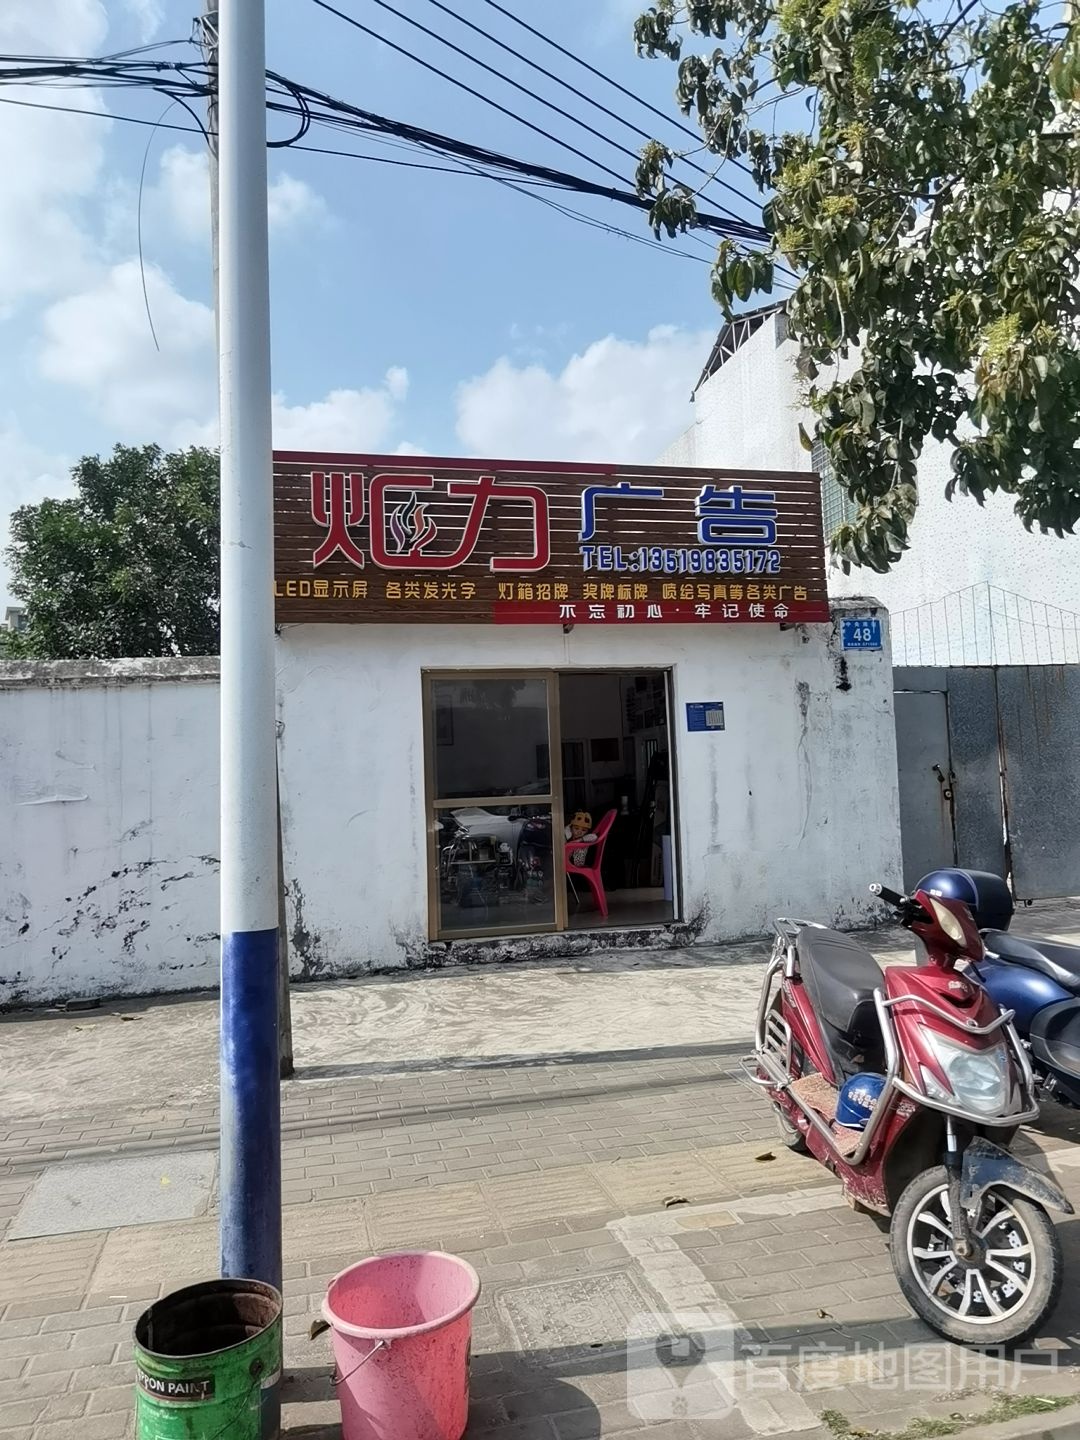 炬力 广告
TEL:13519835172
LED显示屏 各类发光字 灯箱招牌 奖牌标牌 喷绘写真等各类广告
不忘初心·牢记使命
48
PPON PAINT
百度地图用户